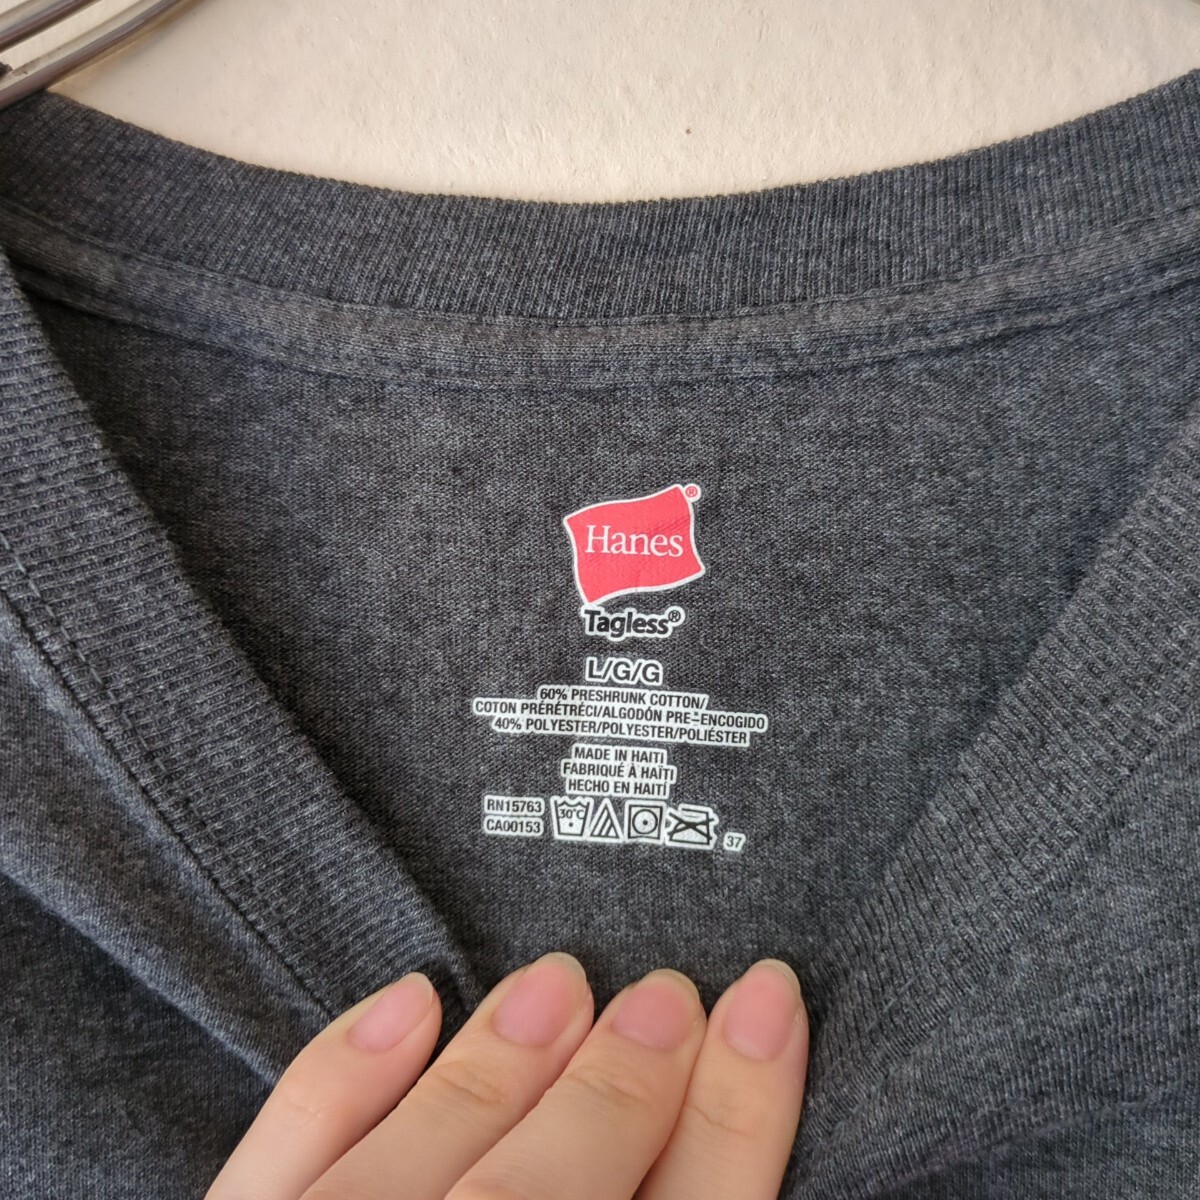 Hanes®
Tagless®
L/G/G
60% PRESHRUNK COTTON/
COTON PRÉRÉTRÉCI/ALGODÓN PRE-ENCOGIDO
40% POLYESTER/POLYESTER/POLIÉSTER
MADE IN HAITI
FABRIQUÉ À HAÏTI
HECHO EN HAITÍ
RN15763
CA00153
30°C
37